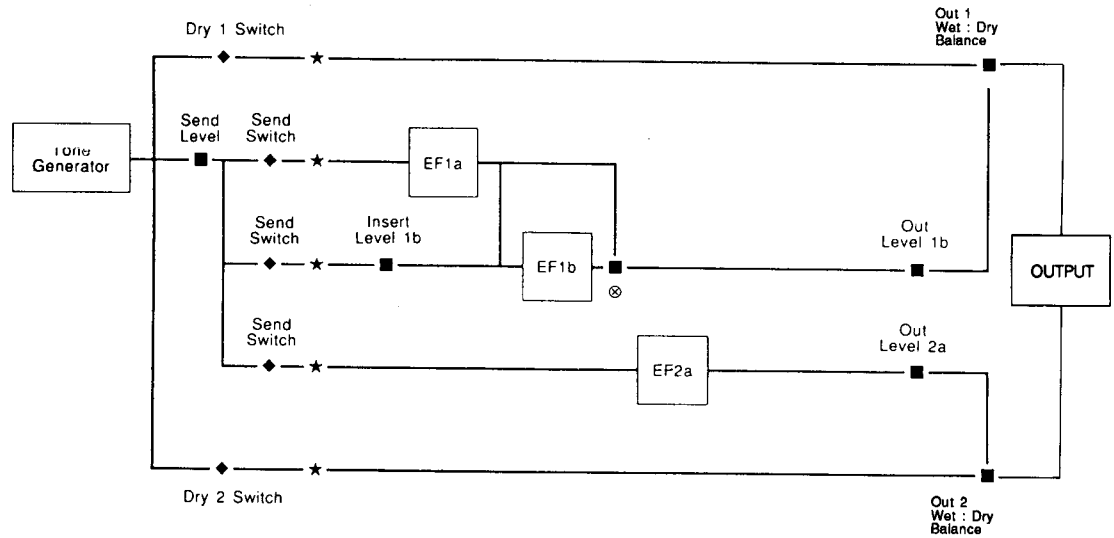 Dry 1 Switch
Out 1
Wet : Dry
Balance
Send
Level
Send
Switch
Tone
Generator
EF1a
Send
Switch
Insert
Level 1b
Out
Level 1b
EF1b
OUTPUT
Send
Switch
Out
Level 2a
EF2a
Dry 2 Switch
Out 2
Wet : Dry
Balance